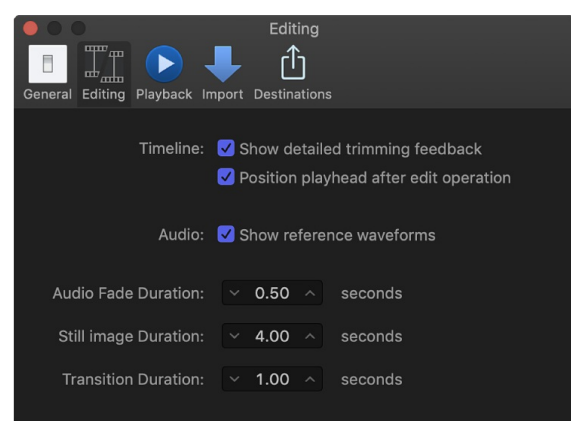 Editing
General Editing Playback Import Destinations
Timeline: Show detailed trimming feedback
Position playhead after edit operation
Audio: Show reference waveforms
Audio Fade Duration: 0.50 seconds
Still image Duration: 4.00 seconds
Transition Duration: 1.00 seconds